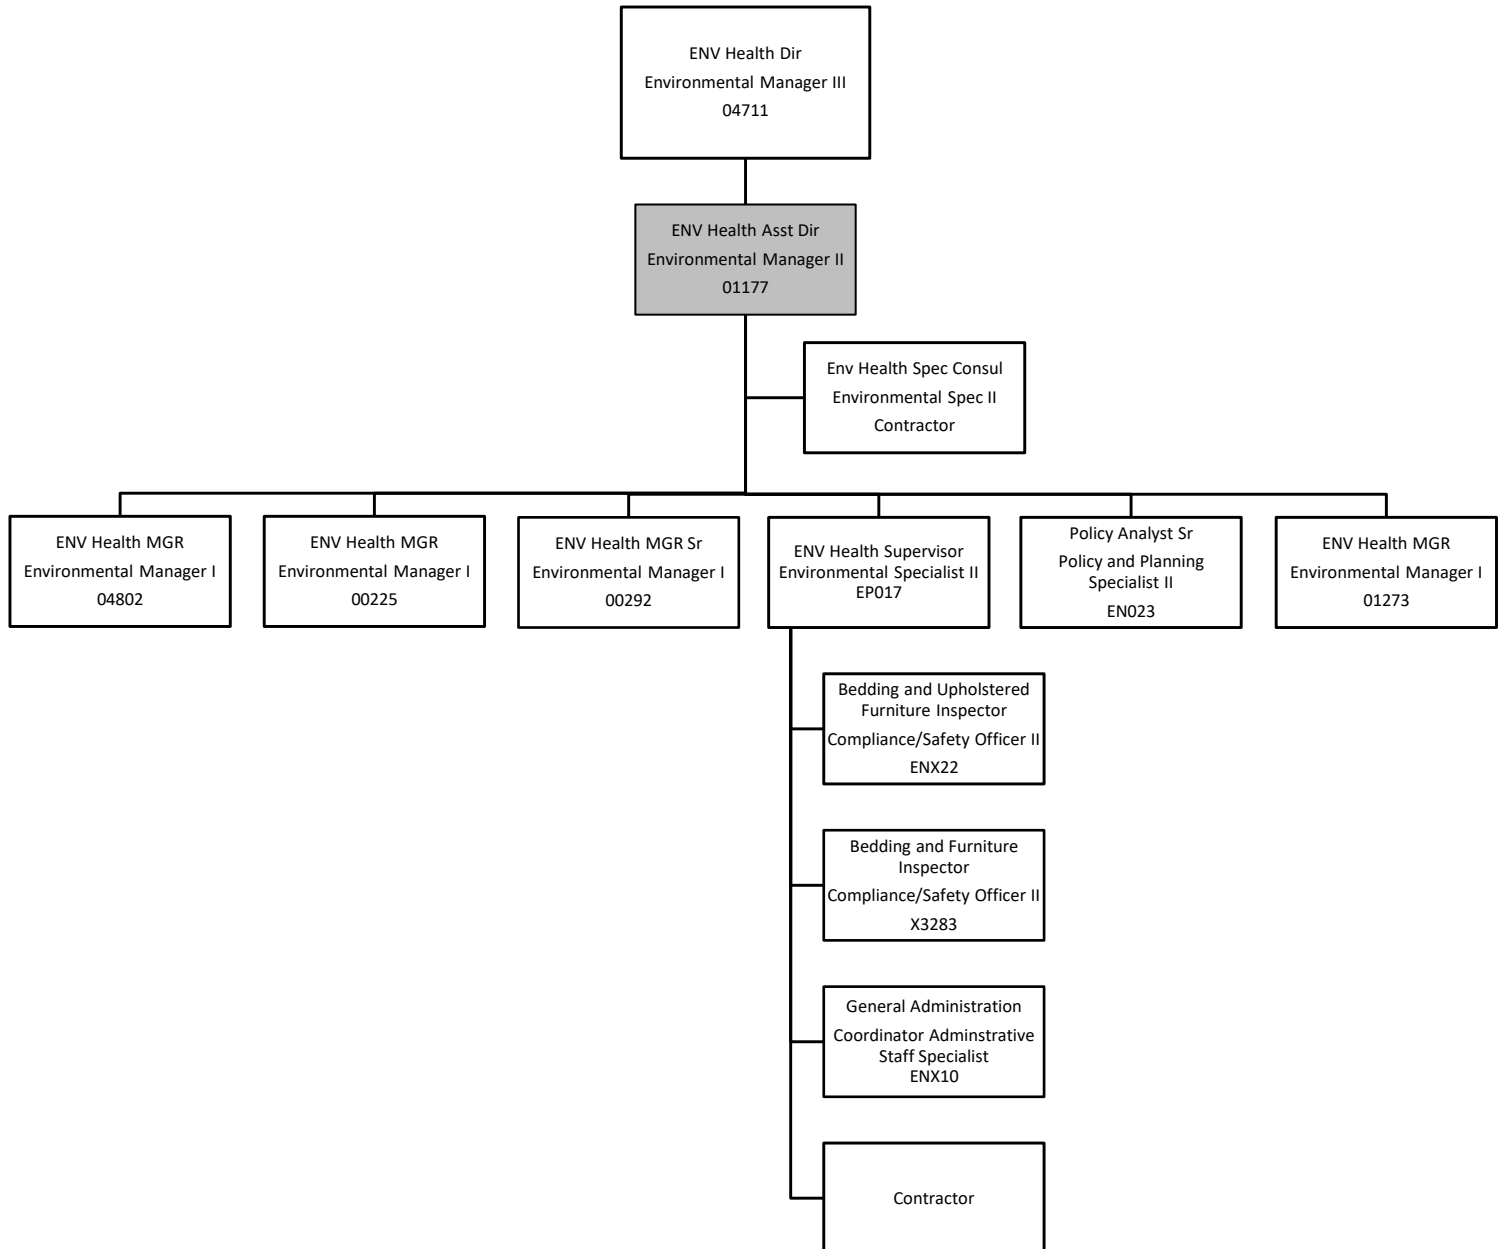 ENV Health Dir
Environmental Manager III
04711
ENV Health Asst Dir
Environmental Manager II
01177
Env Health Spec Consul
Environmental Spec II
Contractor
ENV Health MGR
Environmental Manager I
04802
ENV Health MGR
Environmental Manager I
00225
ENV Health MGR Sr
Environmental Manager I
00292
ENV Health Supervisor
Environmental Specialist II
EP017
Policy Analyst Sr
Policy and Planning
Specialist II
EN023
ENV Health MGR
Environmental Manager I
01273
Bedding and Upholstered
Furniture Inspector
Compliance/Safety Officer II
ENX22
Bedding and Furniture
Inspector
Compliance/Safety Officer II
X3283
General Administration
Coordinator Adminstrative
Staff Specialist
ENX10
Contractor